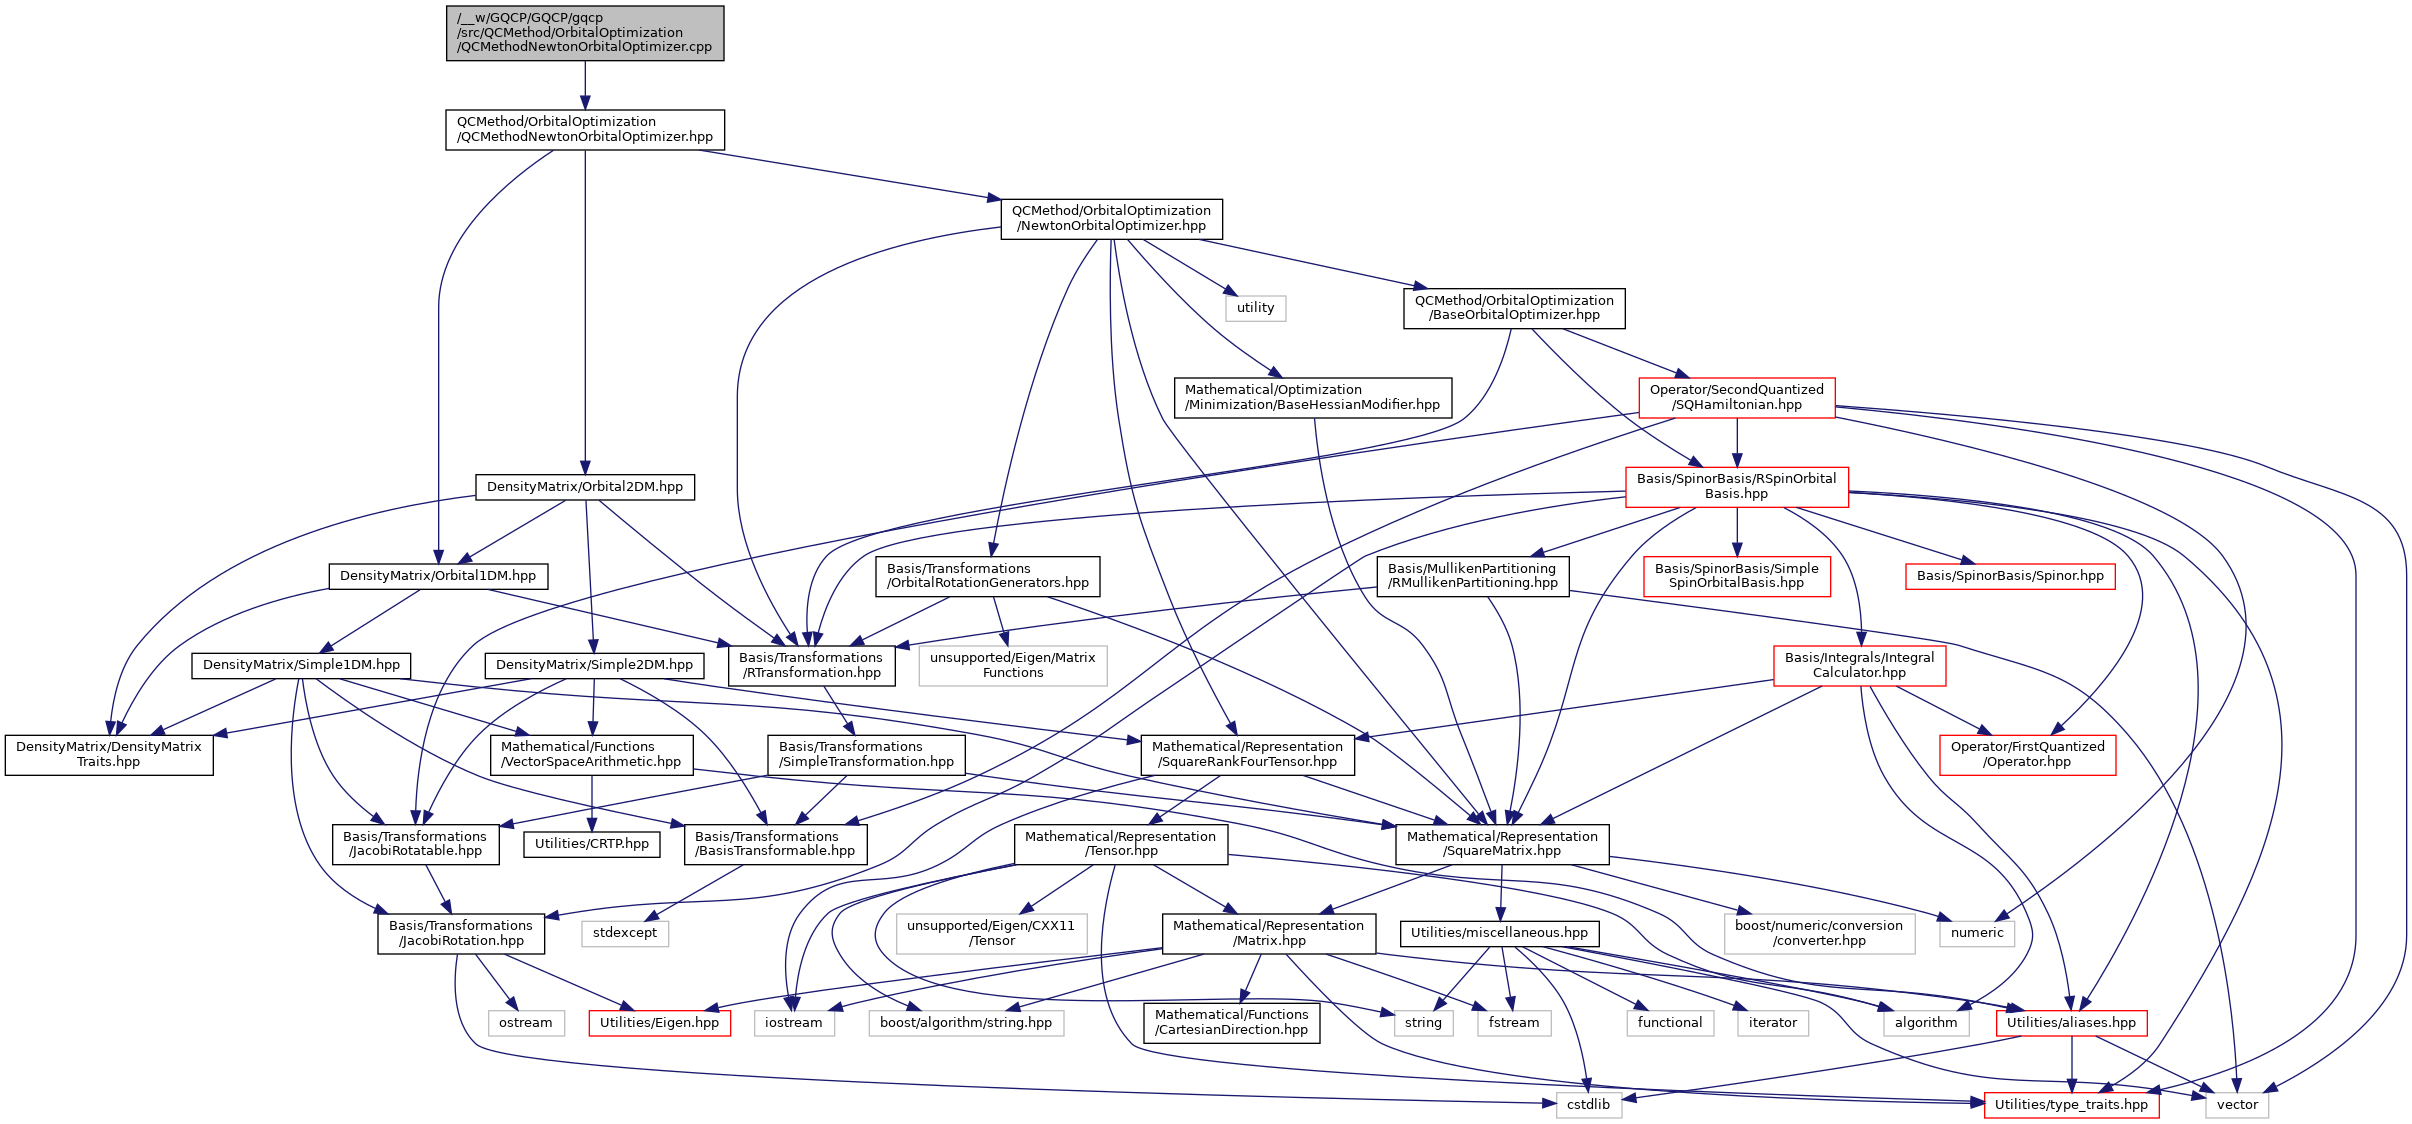 /__w/GQCP/GQCP/gqcp
/src/QCMethod/OrbitalOptimization
/QCMethodNewtonOrbitalOptimizer.cpp
QCMethod/OrbitalOptimization
/QCMethodNewtonOrbitalOptimizer.hpp
QCMethod/OrbitalOptimization
/NewtonOrbitalOptimizer.hpp
utility
QCMethod/OrbitalOptimization
/BaseOrbitalOptimizer.hpp
Mathematical/Optimization
/Minimization/BaseHessianModifier.hpp
Operator/SecondQuantized
/SQHamiltonian.hpp
DensityMatrix/Orbital2DM.hpp
Basis/SpinorBasis/RSpinOrbital
Basis.hpp
DensityMatrix/Orbital1DM.hpp
Basis/Transformations
/OrbitalRotationGenerators.hpp
Basis/MullikenPartitioning
/RMullikenPartitioning.hpp
Basis/SpinorBasis/Simple
SpinOrbitalBasis.hpp
Basis/SpinorBasis/Spinor.hpp
DensityMatrix/Simple1DM.hpp
DensityMatrix/Simple2DM.hpp
Basis/Transformations
/RTransformation.hpp
unsupported/Eigen/Matrix
Functions
Basis/Integrals/Integral
Calculator.hpp
DensityMatrix/DensityMatrix
Traits.hpp
Mathematical/Functions
/VectorSpaceArithmetic.hpp
Basis/Transformations
/SimpleTransformation.hpp
Mathematical/Representation
/SquareRankFourTensor.hpp
Operator/FirstQuantized
/Operator.hpp
Basis/Transformations
/JacobiRotatable.hpp
Utilities/CRTP.hpp
Basis/Transformations
/BasisTransformable.hpp
Mathematical/Representation
/Tensor.hpp
Mathematical/Representation
/SquareMatrix.hpp
Basis/Transformations
/JacobiRotation.hpp
stdexcept
unsupported/Eigen/CXX11
/Tensor
Mathematical/Representation
/Matrix.hpp
Utilities/miscellaneous.hpp
boost/numeric/conversion
/converter.hpp
numeric
ostream
Utilities/Eigen.hpp
iostream
boost/algorithm/string.hpp
Mathematical/Functions
/CartesianDirection.hpp
string
fstream
functional
iterator
algorithm
Utilities/aliases.hpp
cstdlib
Utilities/type_traits.hpp
vector